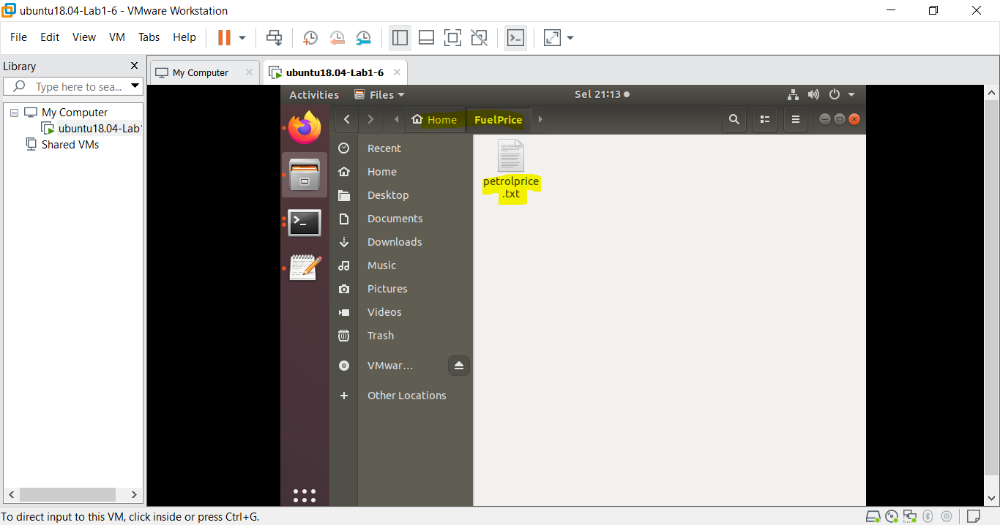 ubuntu18.04-Lab1-6 - VMware Workstation
File Edit View VM Tabs Help
Library
Type here to sea...
My Computer
ubuntu18.04-Lab1
Shared VMs
My Computer
ubuntu18.04-Lab1-6
Activities
Files
Sel 21:13
Home
FuelPrice
Recent
Home
Desktop
Documents
Downloads
Music
Pictures
Videos
Trash
VMwar…
Other Locations
petrolprice
.txt
To direct input to this VM, click inside or press Ctrl+G.